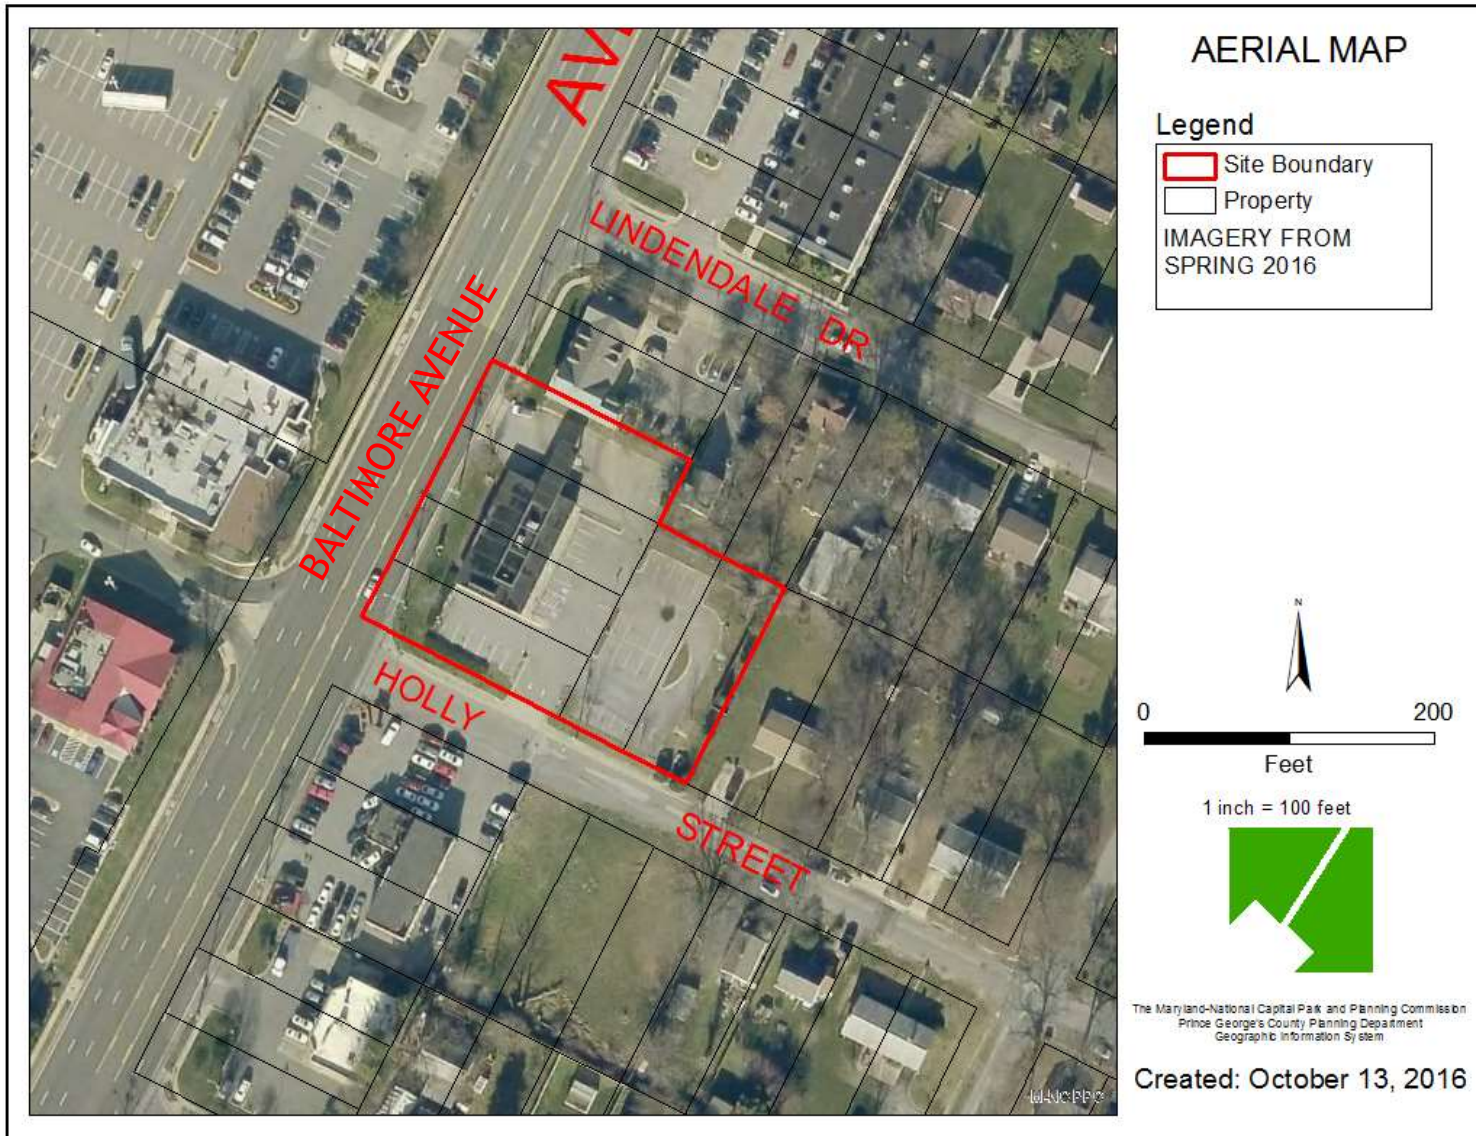 AERIAL MAP
Legend
Site Boundary
Property
IMAGERY FROM
SPRING 2016
AV
LINDENDALE DR
BALTIMORE AVENUE
HOLLY
STREET
N
0 200
Feet
1 inch = 100 feet
The Maryland-National Capital Park and Planning Commission
Prince George's County Planning Department
Geographic Information System
Created: October 13, 2016
M-NCPPC